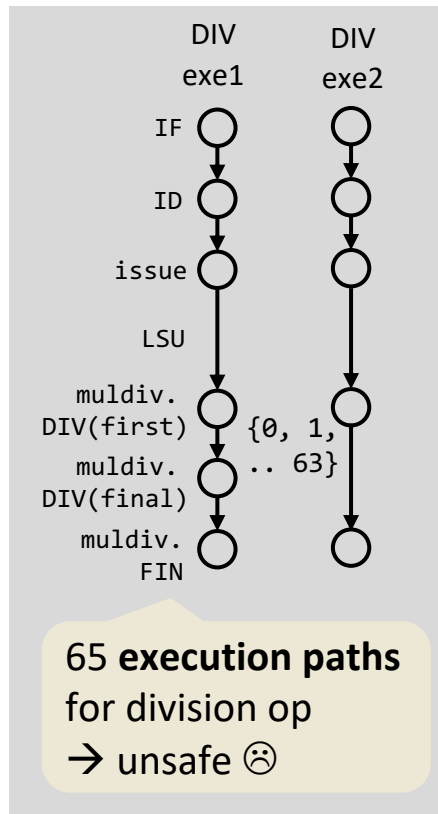 DIV DIV
exe1 exe2
IF
ID
issue
LSU
muldiv.
DIV(first) {0, 1,
muldiv. .. 63}
DIV(final)
muldiv.
FIN
65 execution paths
for division op
→ unsafe ☹